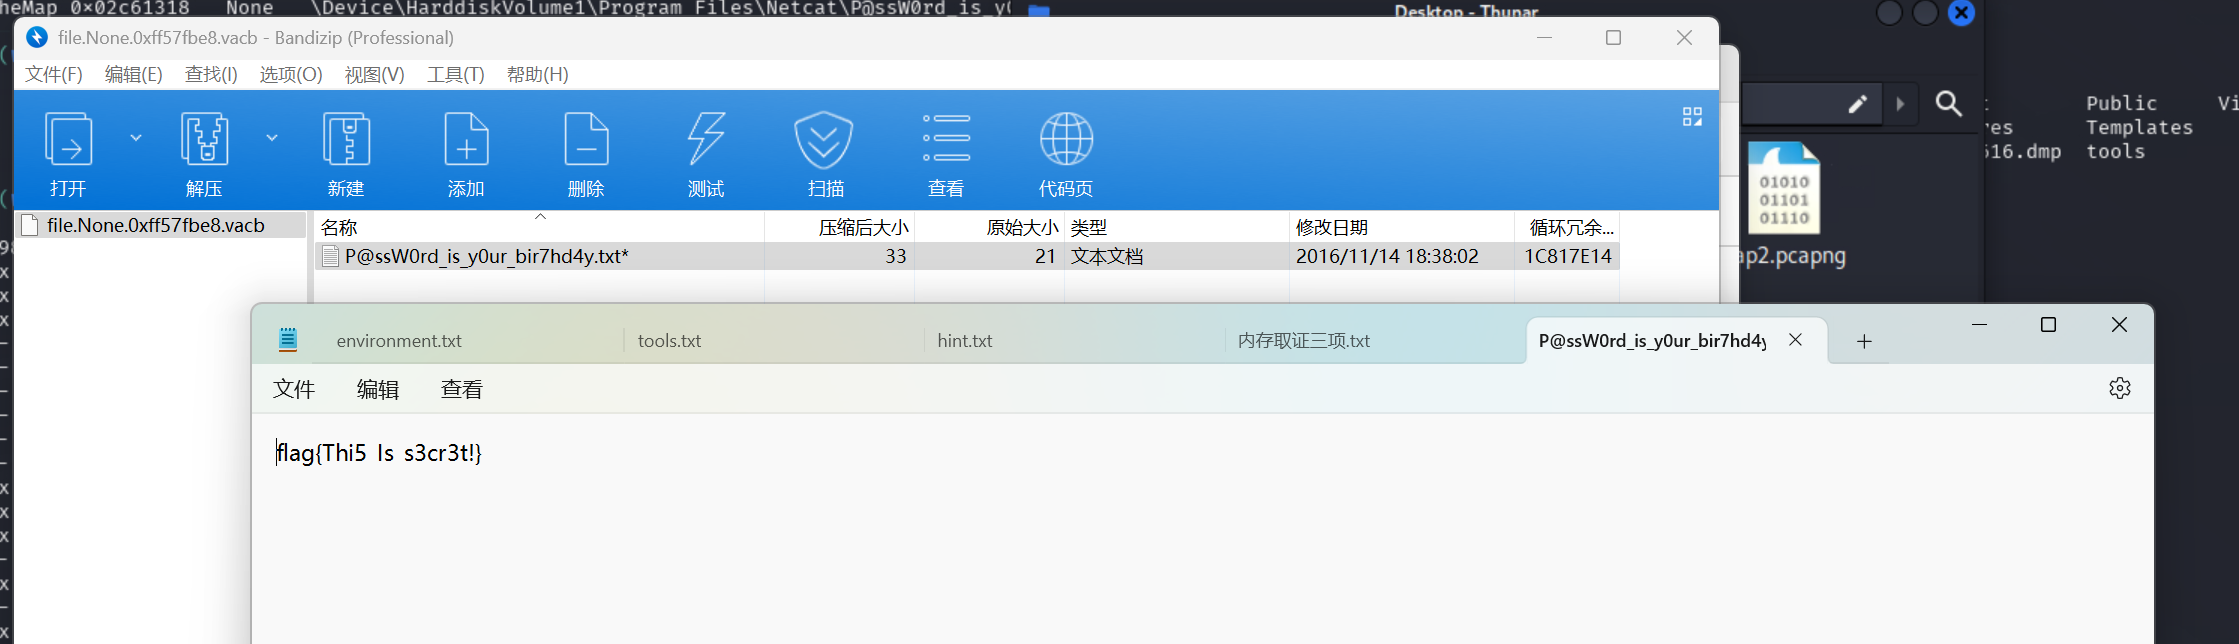 heMap 0x02c61318 None \Device\HarddiskVolume1\Program Files\Netcat\P@ssW0rd_is_y0
Desktop - Thunar
file.None.0xff57fbe8.vacb - Bandizip (Professional)
文件(F) 编辑(E) 查找(I) 选项(O) 视图(V) 工具(T) 帮助(H)
Public Vi
res Templates
616.dmp tools
打开 解压 新建 添加 删除 测试 扫描 查看 代码页
01010
01101
01110
ap2.pcapng
file.None.0xff57fbe8.vacb
名称 压缩后大小 原始大小 类型 修改日期 循环冗余...
P@ssW0rd_is_y0ur_bir7hd4y.txt* 33 21 文本文档 2016/11/14 18:38:02 1C817E14
environment.txt tools.txt hint.txt 内存取证三项.txt P@ssW0rd_is_y0ur_bir7hd4y
文件 编辑 查看
flag{Thi5 Is s3cr3t!}